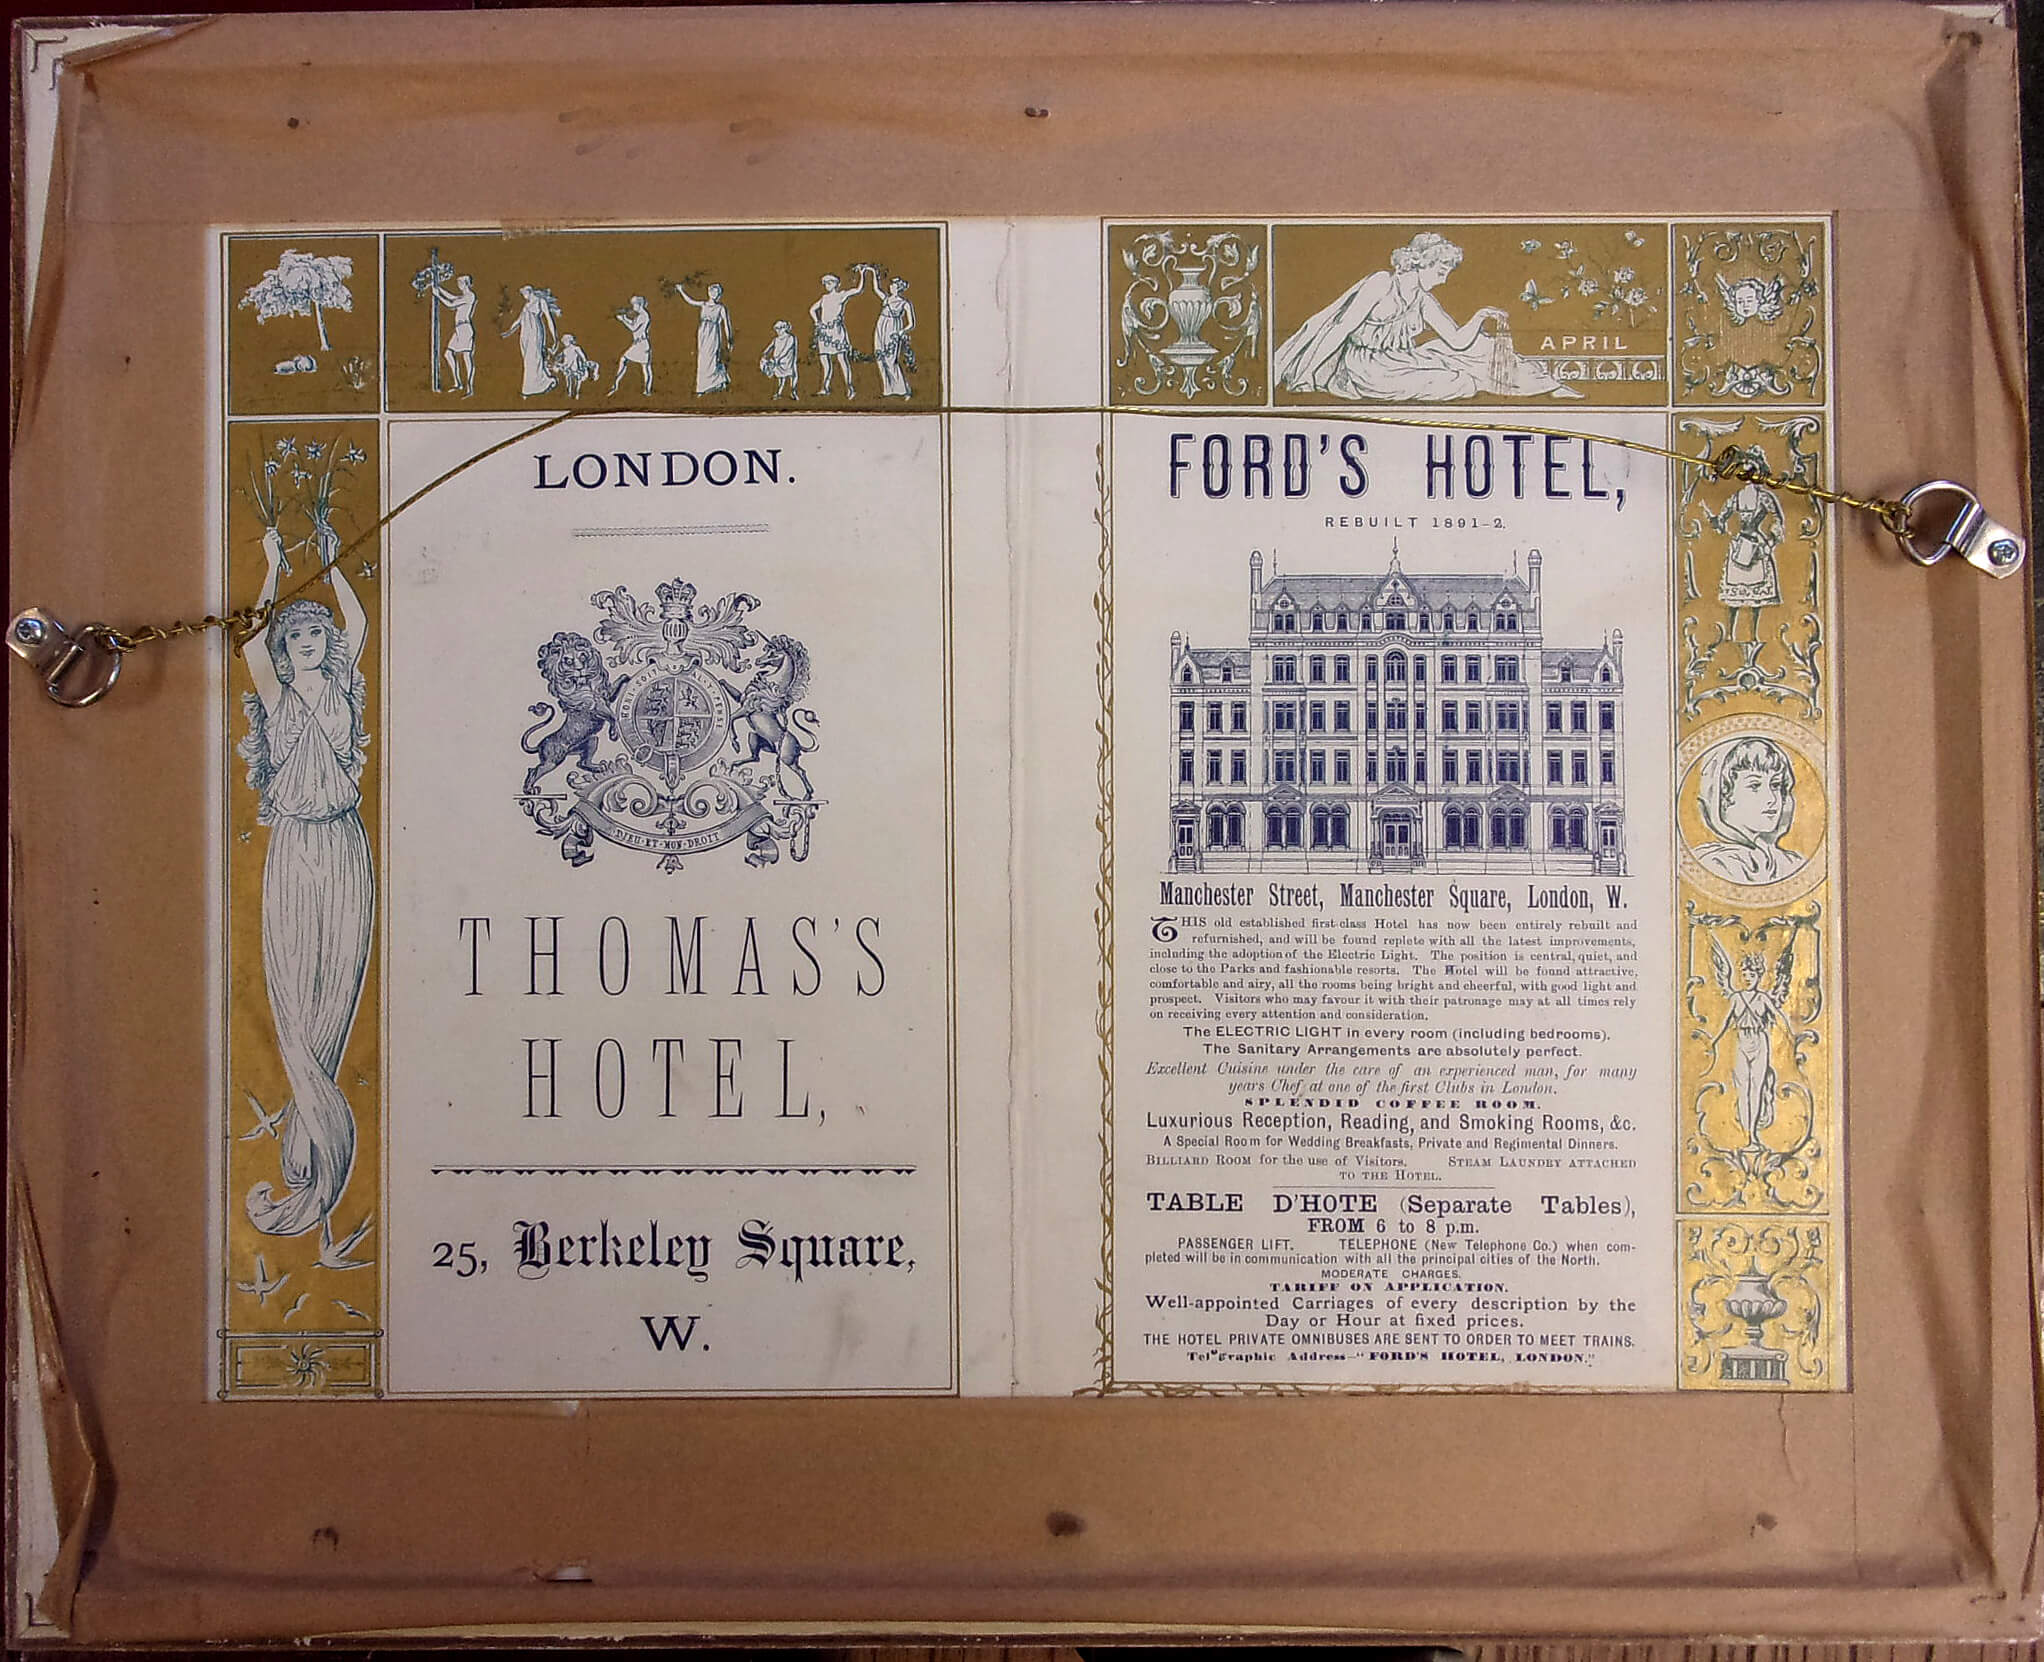 LONDON.
HONI·SOIT
DIEU·ET·MON·DROIT
THOMAS'S
HOTEL,
25, Berkeley Square,
W.
APRIL
FORD'S HOTEL,
REBUILT 1891-2.
Manchester Street, Manchester Square, London, W.
THIS old established first-class Hotel has now been entirely rebuilt and
refurnished, and will be found replete with all the latest improvements,
including the adoption of the Electric Light. The position is central, quiet, and
close to the Parks and fashionable resorts. The Hotel will be found attractive,
comfortable and airy, all the rooms being bright and cheerful, with good light and
prospect. Visitors who may favour it with their patronage may at all times rely
on receiving every attention and consideration.
The ELECTRIC LIGHT in every room (including bedrooms).
The Sanitary Arrangements are absolutely perfect.
Excellent Cuisine under the care of an experienced man, for many
years Chef at one of the first Clubs in London.
SPLENDID COFFEE ROOM.
Luxurious Reception, Reading, and Smoking Rooms, &c.
A Special Room for Wedding Breakfasts, Private and Regimental Dinners.
BILLIARD ROOM for the use of Visitors. STEAM LAUNDRY ATTACHED
TO THE HOTEL.
TABLE D'HOTE (Separate Tables),
FROM 6 to 8 p.m.
PASSENGER LIFT. TELEPHONE (New Telephone Co.) when com-
pleted will be in communication with all the principal cities of the North.
MODERATE CHARGES.
TARIFF ON APPLICATION.
Well-appointed Carriages of every description by the
Day or Hour at fixed prices.
THE HOTEL PRIVATE OMNIBUSES ARE SENT TO ORDER TO MEET TRAINS.
Telegraphic Address—"FORD'S HOTEL, LONDON."